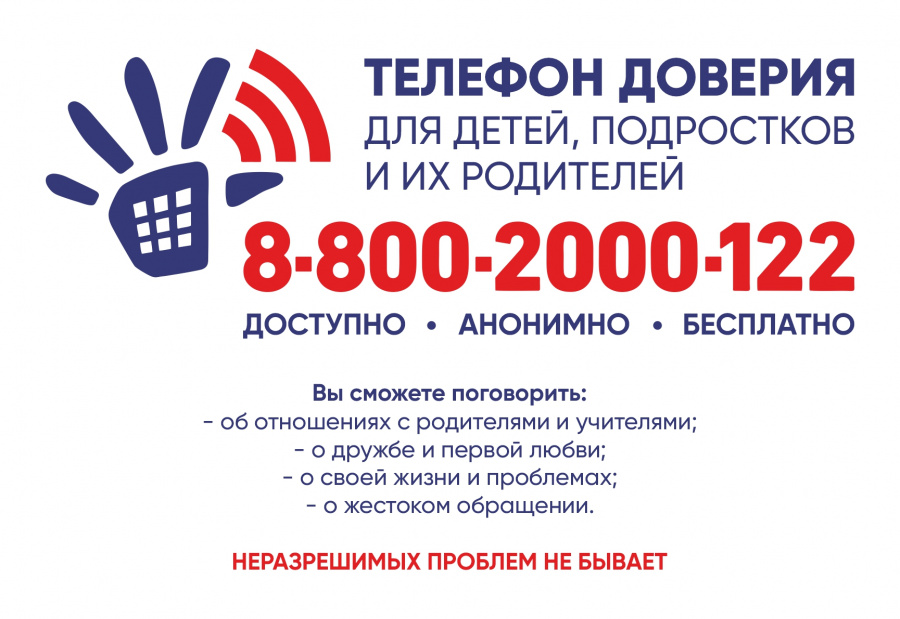 ТЕЛЕФОН ДОВЕРИЯ
ДЛЯ ДЕТЕЙ, ПОДРОСТКОВ
И ИХ РОДИТЕЛЕЙ
8-800-2000-122
ДОСТУПНО • АНОНИМНО • БЕСПЛАТНО
Вы сможете поговорить:
- об отношениях с родителями и учителями;
- о дружбе и первой любви;
- о своей жизни и проблемах;
- о жестоком обращении.
НЕРАЗРЕШИМЫХ ПРОБЛЕМ НЕ БЫВАЕТ